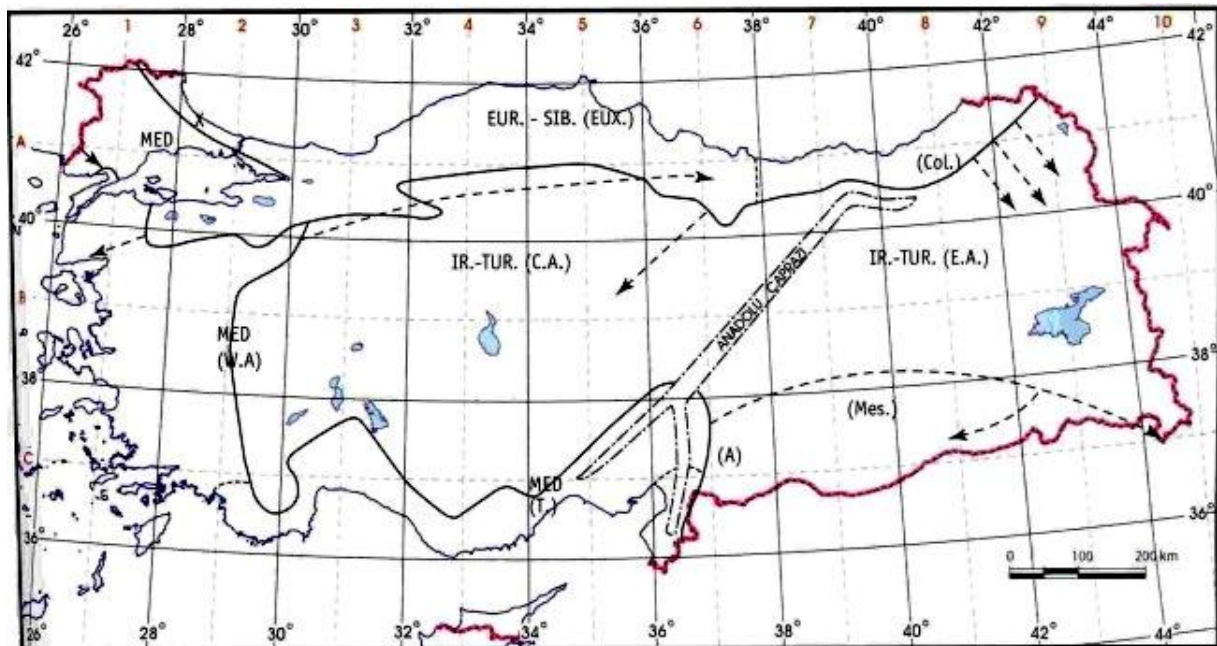 26° 1 28° 2 30° 3 32° 4 34° 5 36° 6 38° 7 40° 8 42° 9 44° 10
42° 42°
EUR. - SIB. (EUX.)
X
MED
A
(Col.)
40° 40°
IR.-TUR. (C.A.) IR.-TUR. (E.A.)
B
ANADOLU ÇAPRAZI
MED
(W.A)
38° 38°
(Mes.)
C
(A)
MED
(T.)
36° 36°
0 100 200 km
26° 28° 30° 32° 34° 36° 38° 40° 42° 44°